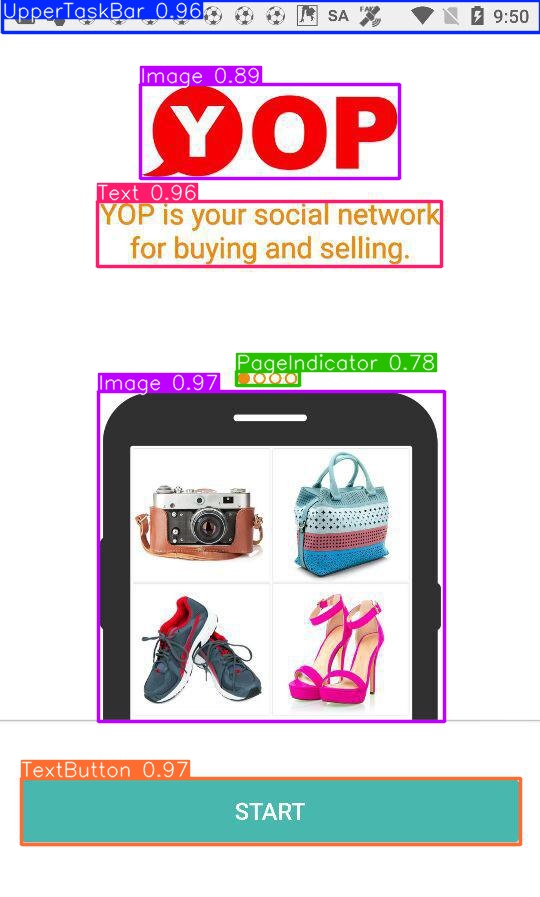 UpperTaskBar 0.96
SA
9:50
Image 0.89
YOP
Text 0.96
YOP is your social network
for buying and selling.
PageIndicator 0.78
Image 0.97
TextButton 0.97
START